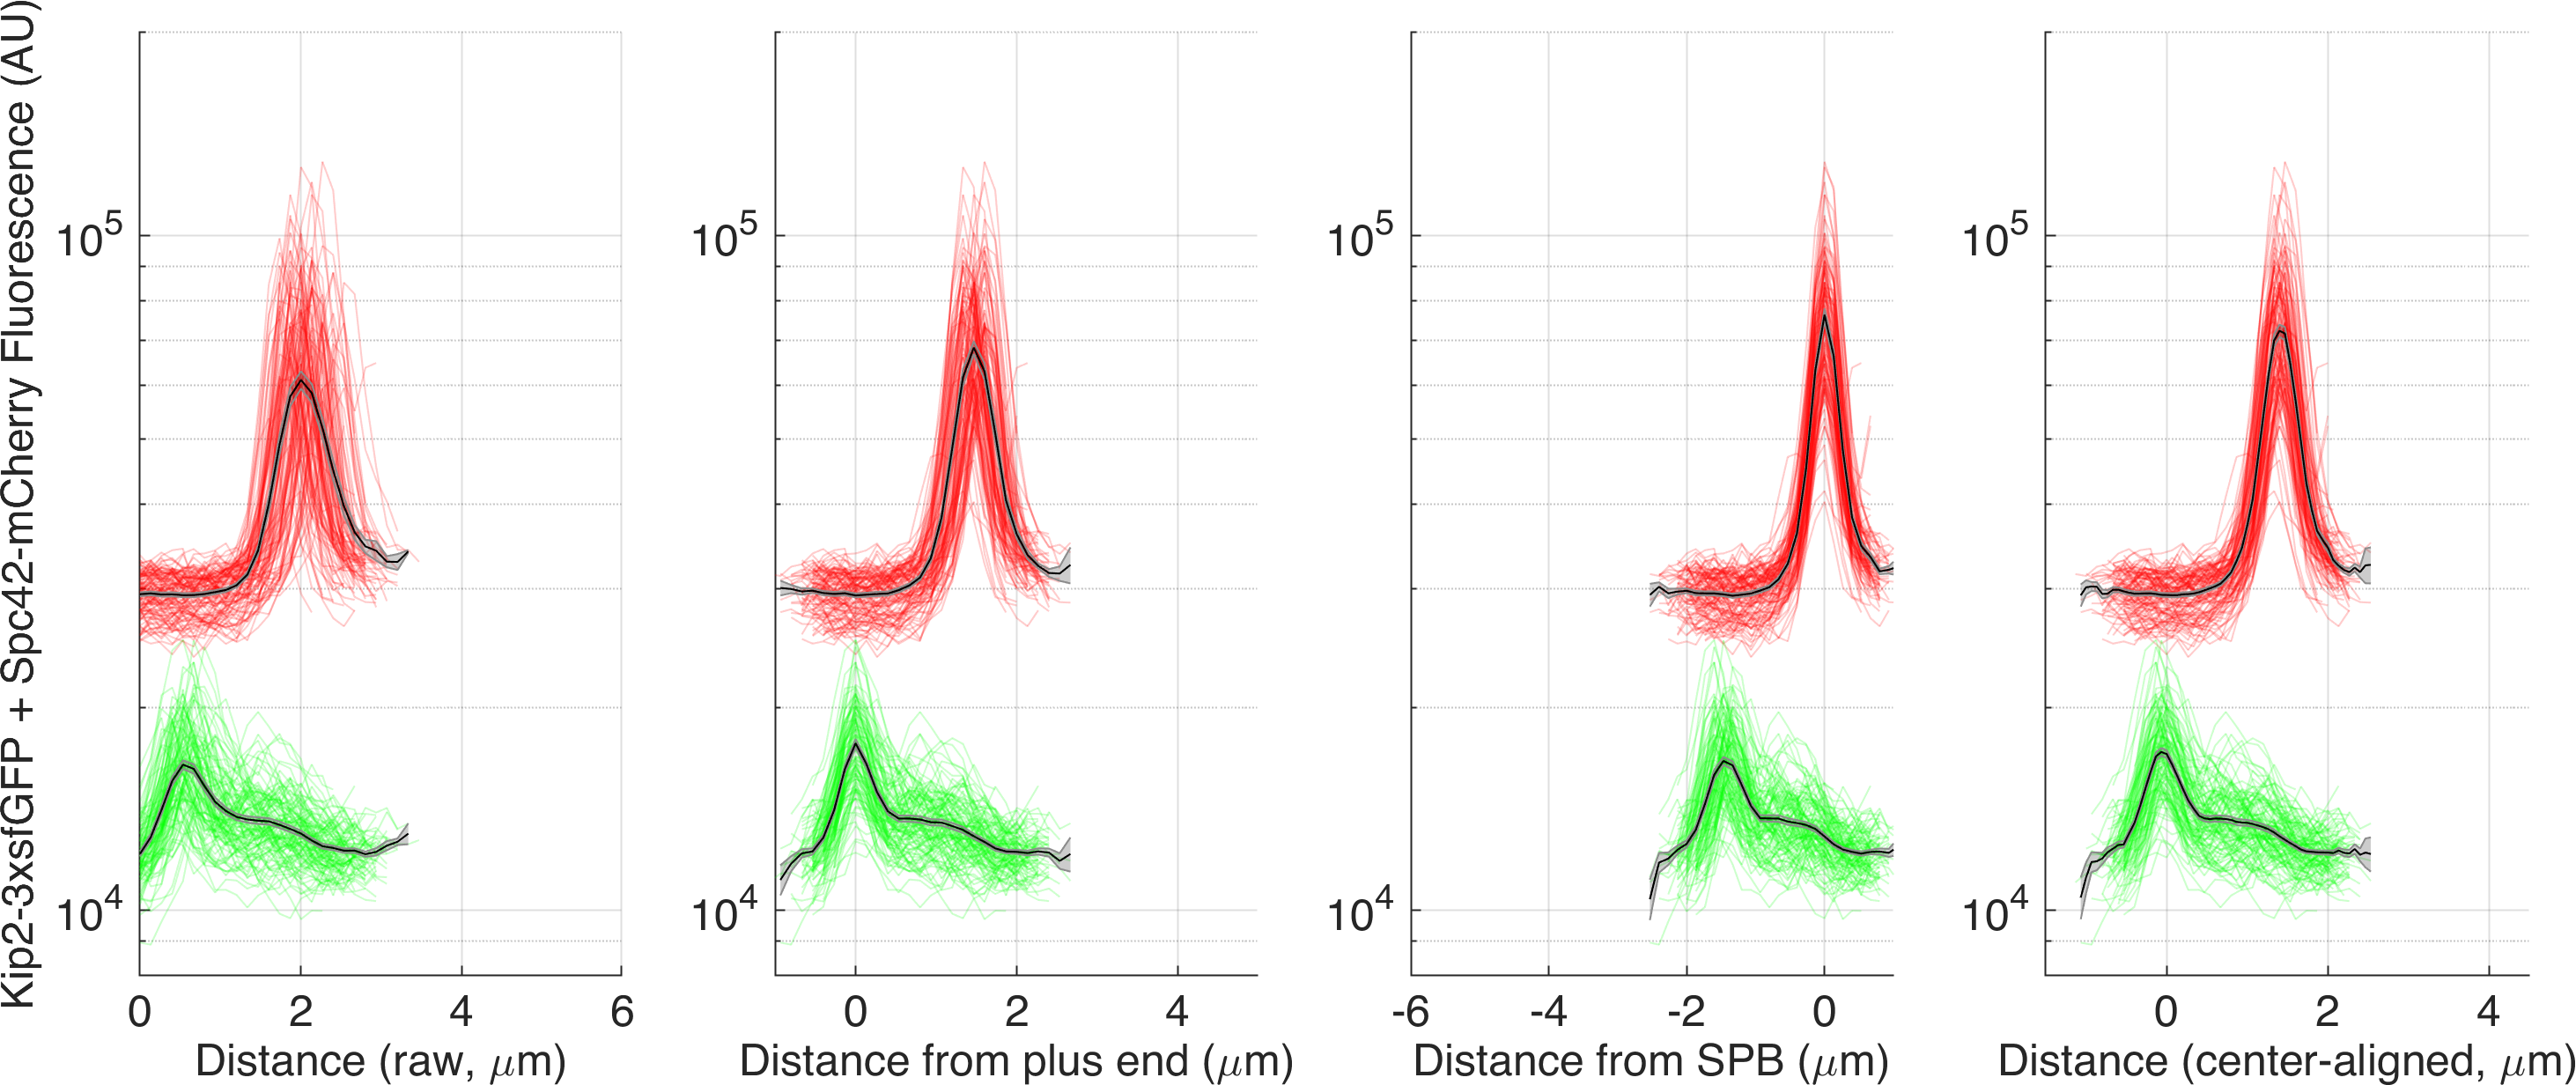 Kip2-3xsfGFP + Spc42-mCherry Fluorescence (AU)
10^5
10^4
0 2 4 6
Distance (raw, μm)
10^5
10^4
0 2 4
Distance from plus end (μm)
10^5
10^4
-6 -4 -2 0
Distance from SPB (μm)
10^5
10^4
0 2 4
Distance (center-aligned, μm)